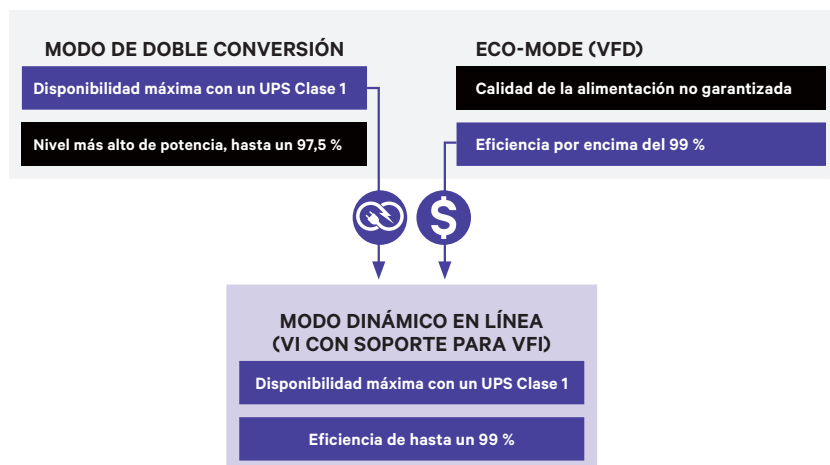 MODO DE DOBLE CONVERSIÓN
Disponibilidad máxima con un UPS Clase 1
Nivel más alto de potencia, hasta un 97,5 %
ECO-MODE (VFD)
Calidad de la alimentación no garantizada
Eficiencia por encima del 99 %
$
MODO DINÁMICO EN LÍNEA
(VI CON SOPORTE PARA VFI)
Disponibilidad máxima con un UPS Clase 1
Eficiencia de hasta un 99 %